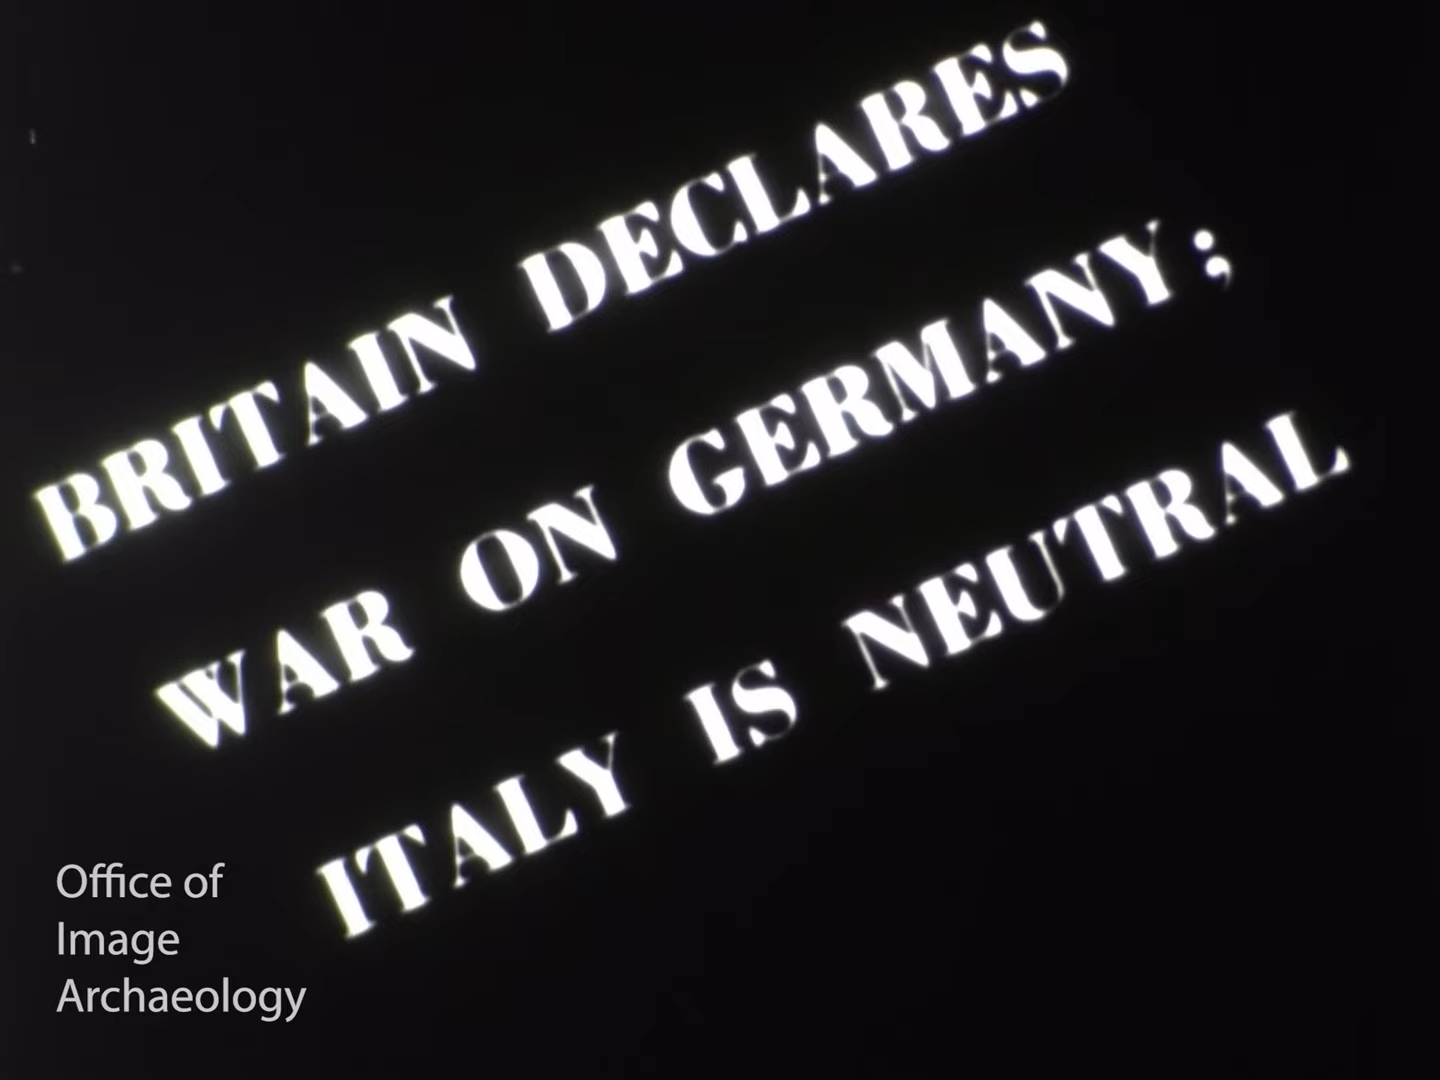 BRITAIN DECLARES
WAR ON GERMANY;
ITALY IS NEUTRAL
Office of
Image
Archaeology